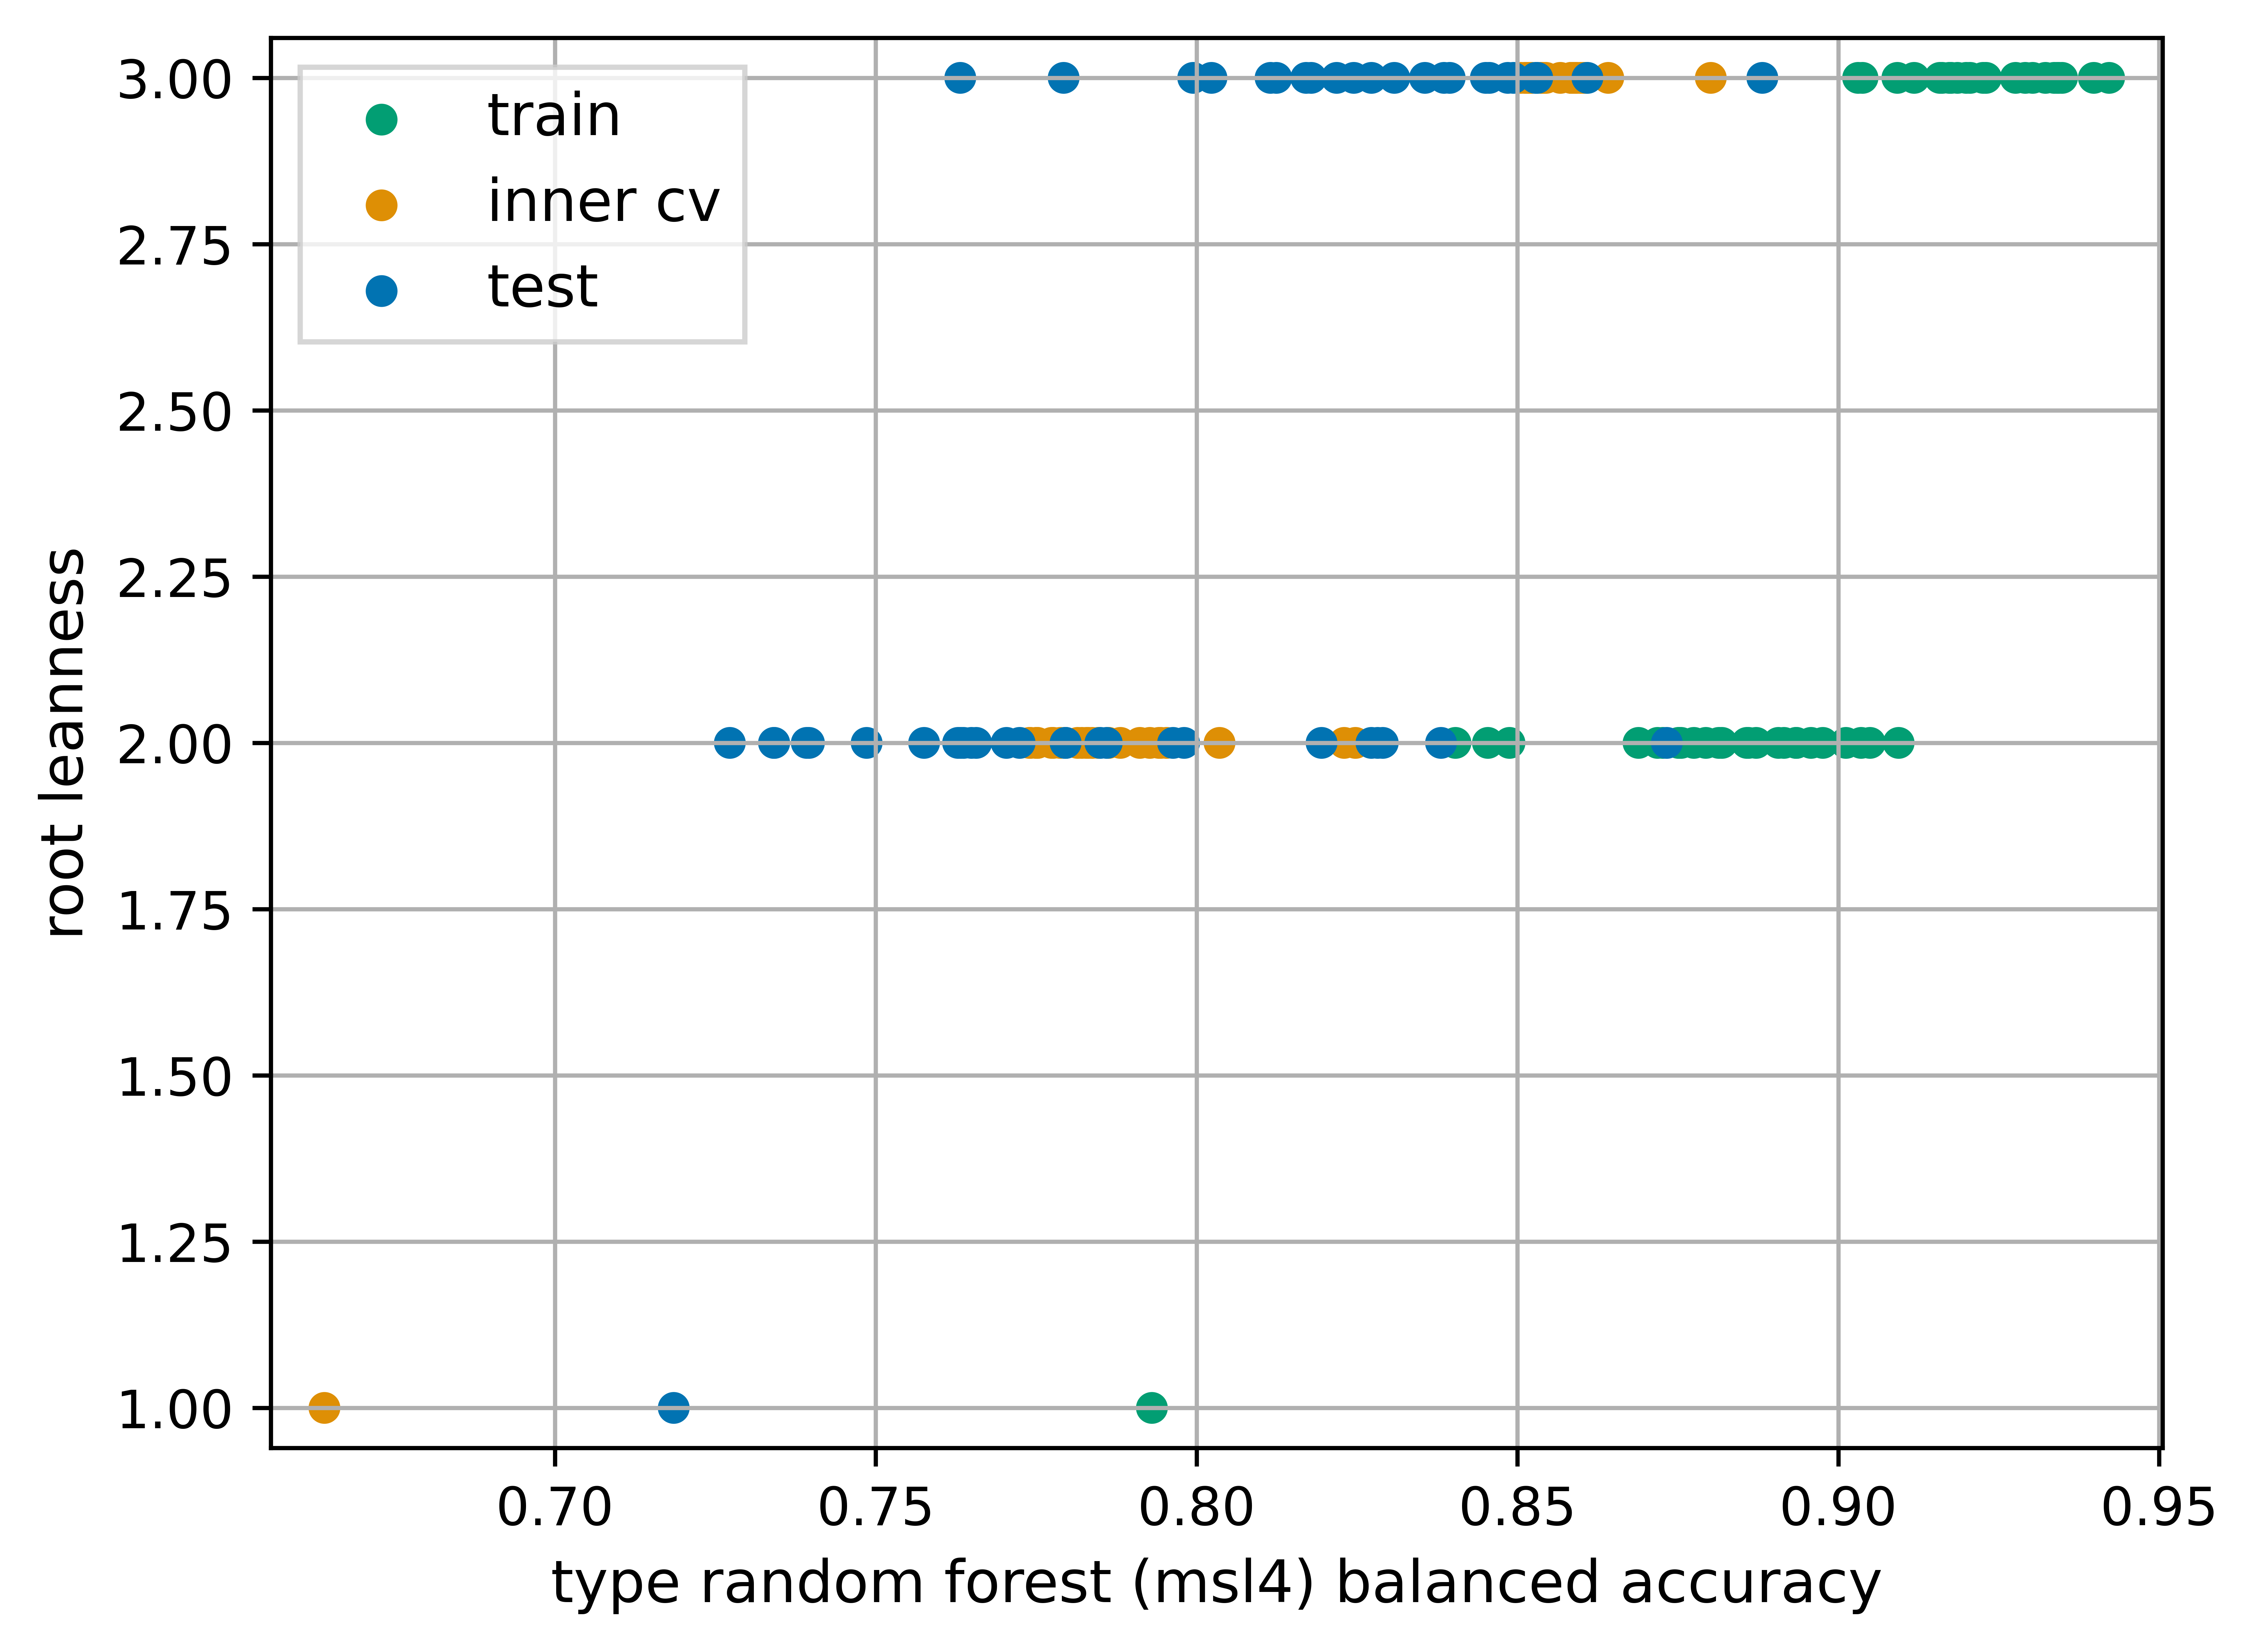 train
inner cv
test
root leanness
3.00
2.75
2.50
2.25
2.00
1.75
1.50
1.25
1.00
0.70 0.75 0.80 0.85 0.90 0.95
type random forest (msl4) balanced accuracy